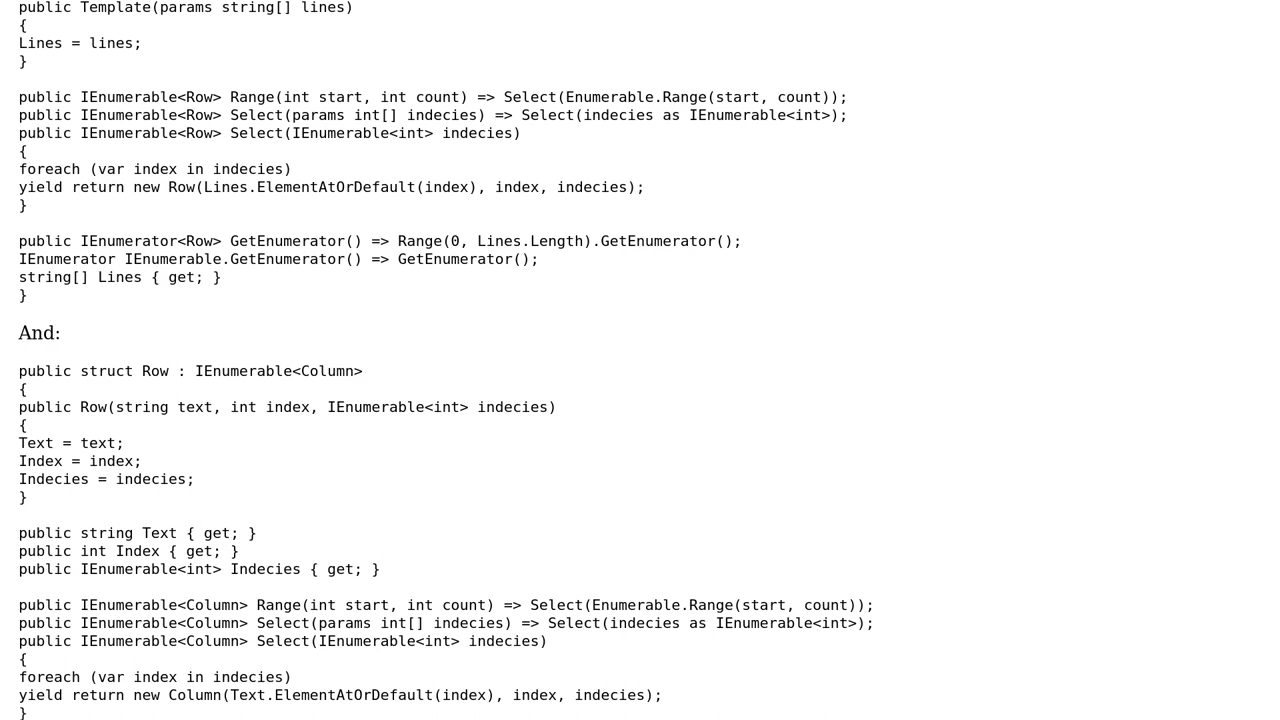 public Template(params string[] lines)
{
Lines = lines;
}
public IEnumerable<Row> Range(int start, int count) => Select(Enumerable.Range(start, count));
public IEnumerable<Row> Select(params int[] indecies) => Select(indecies as IEnumerable<int>);
public IEnumerable<Row> Select(IEnumerable<int> indecies)
{
foreach (var index in indecies)
yield return new Row(Lines.ElementAtOrDefault(index), index, indecies);
}
public IEnumerator<Row> GetEnumerator() => Range(0, Lines.Length).GetEnumerator();
IEnumerator IEnumerable.GetEnumerator() => GetEnumerator();
string[] Lines { get; }
}
And:
public struct Row : IEnumerable<Column>
{
public Row(string text, int index, IEnumerable<int> indecies)
{
Text = text;
Index = index;
Indecies = indecies;
}
public string Text { get; }
public int Index { get; }
public IEnumerable<int> Indecies { get; }
public IEnumerable<Column> Range(int start, int count) => Select(Enumerable.Range(start, count));
public IEnumerable<Column> Select(params int[] indecies) => Select(indecies as IEnumerable<int>);
public IEnumerable<Column> Select(IEnumerable<int> indecies)
{
foreach (var index in indecies)
yield return new Column(Text.ElementAtOrDefault(index), index, indecies);
}